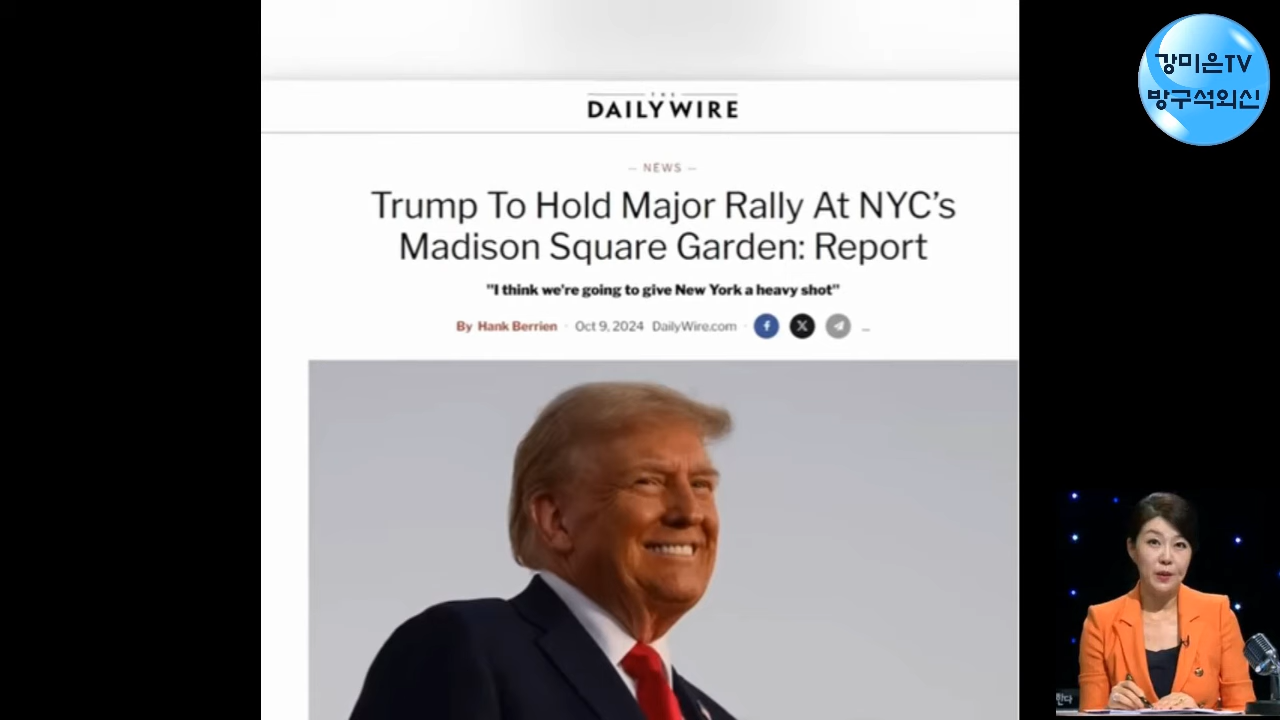 강미은TV
방구석외신
THE
DAILY WIRE
— NEWS —
Trump To Hold Major Rally At NYC’s
Madison Square Garden: Report
"I think we're going to give New York a heavy shot"
By Hank Berrien · Oct 9, 2024 DailyWire.com ·
한다